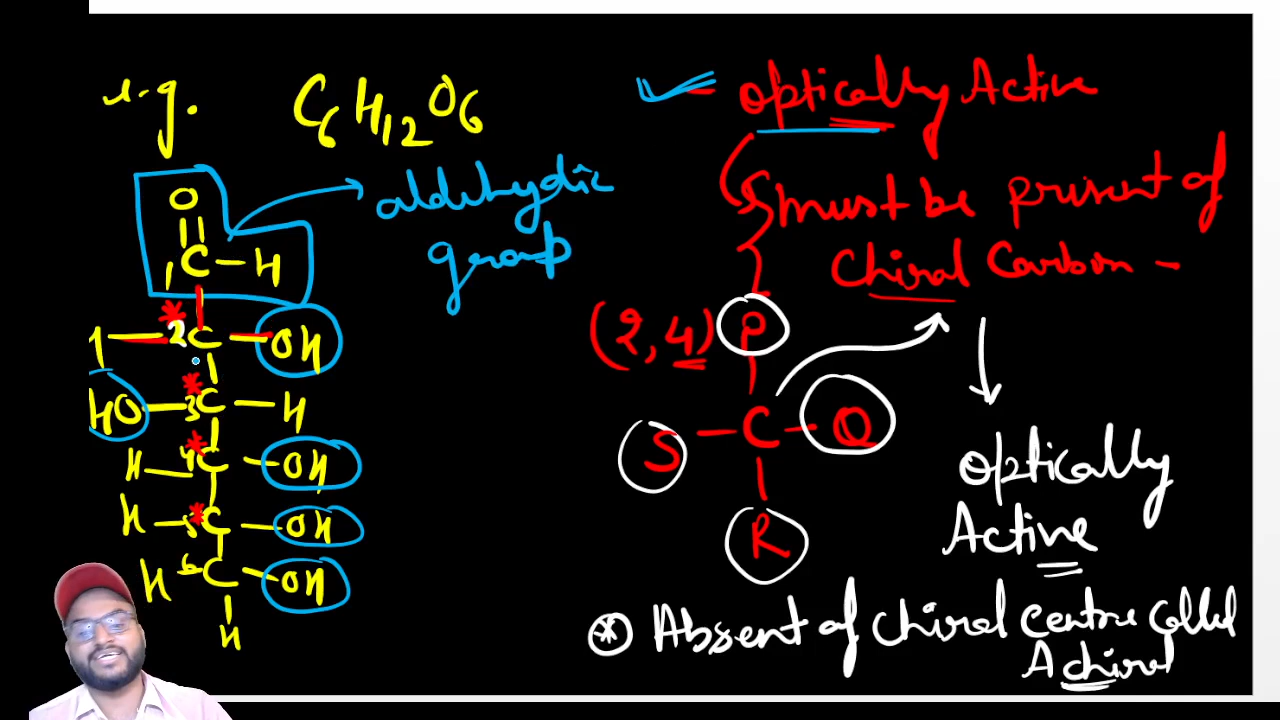 e.g. C6H12O6
aldehydic
group
O
1C-H
2C-OH
HO-3C-H
H-4C-OH
H-5C-OH
H-6C-OH
H
optically Active
must be present of
Chiral Carbon -
(2, 4) P
S-C-Q
R
optically
Active
* Absent of chiral centre called
Achiral